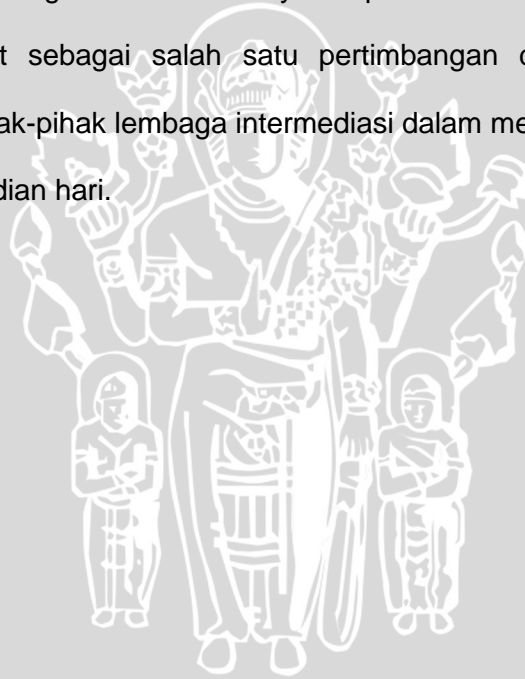 t sebagai salah satu pertimbangan
ak-pihak lembaga intermediasi dalam me
dian hari.